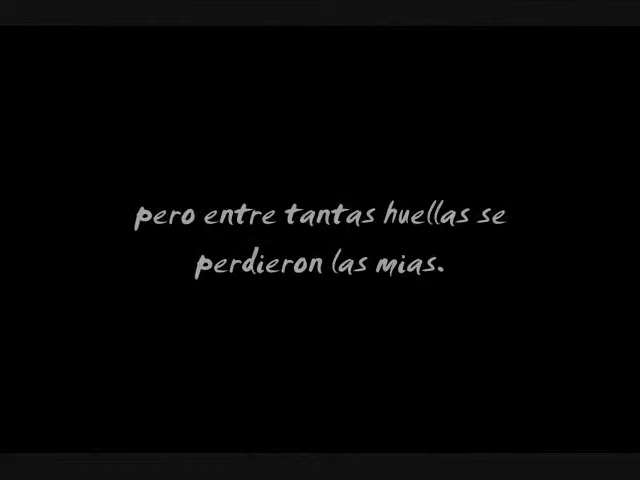 pero entre tantas huellas se
perdieron las mias.